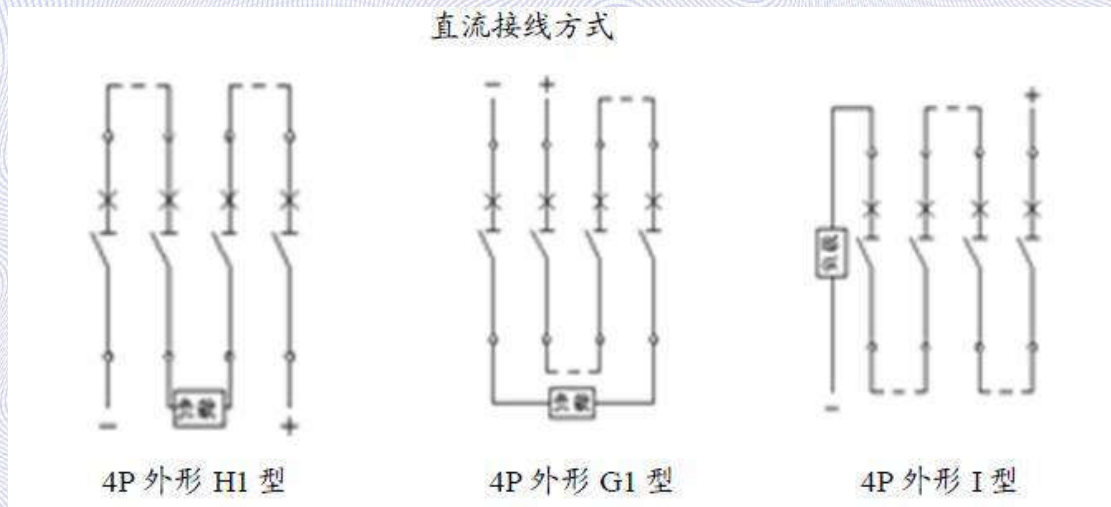 直流接线方式
- +
+
负载
负载
负载
-
- +
4P 外形 H1 型
4P 外形 G1 型
4P 外形 I 型